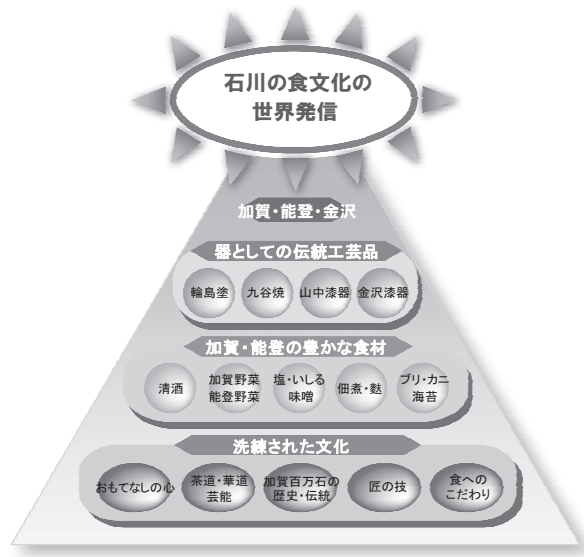 石川の食文化の
世界発信
加賀・能登・金沢
器としての伝統工芸品
輪島塗 九谷焼 山中漆器 金沢漆器
加賀・能登の豊かな食材
清酒
加賀野菜
能登野菜
塩・いしる
味噌
佃煮・麩
ブリ・カニ
海苔
洗練された文化
おもてなしの心
茶道・華道
芸能
加賀百万石の
歴史・伝統
匠の技
食への
こだわり